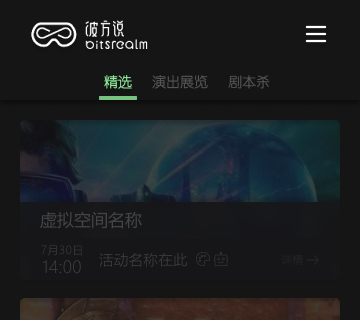 彼方说
bitsrealm
精选 演出展览 剧本杀
虚拟空间名称
7月30日
14:00 活动名称在此 详情